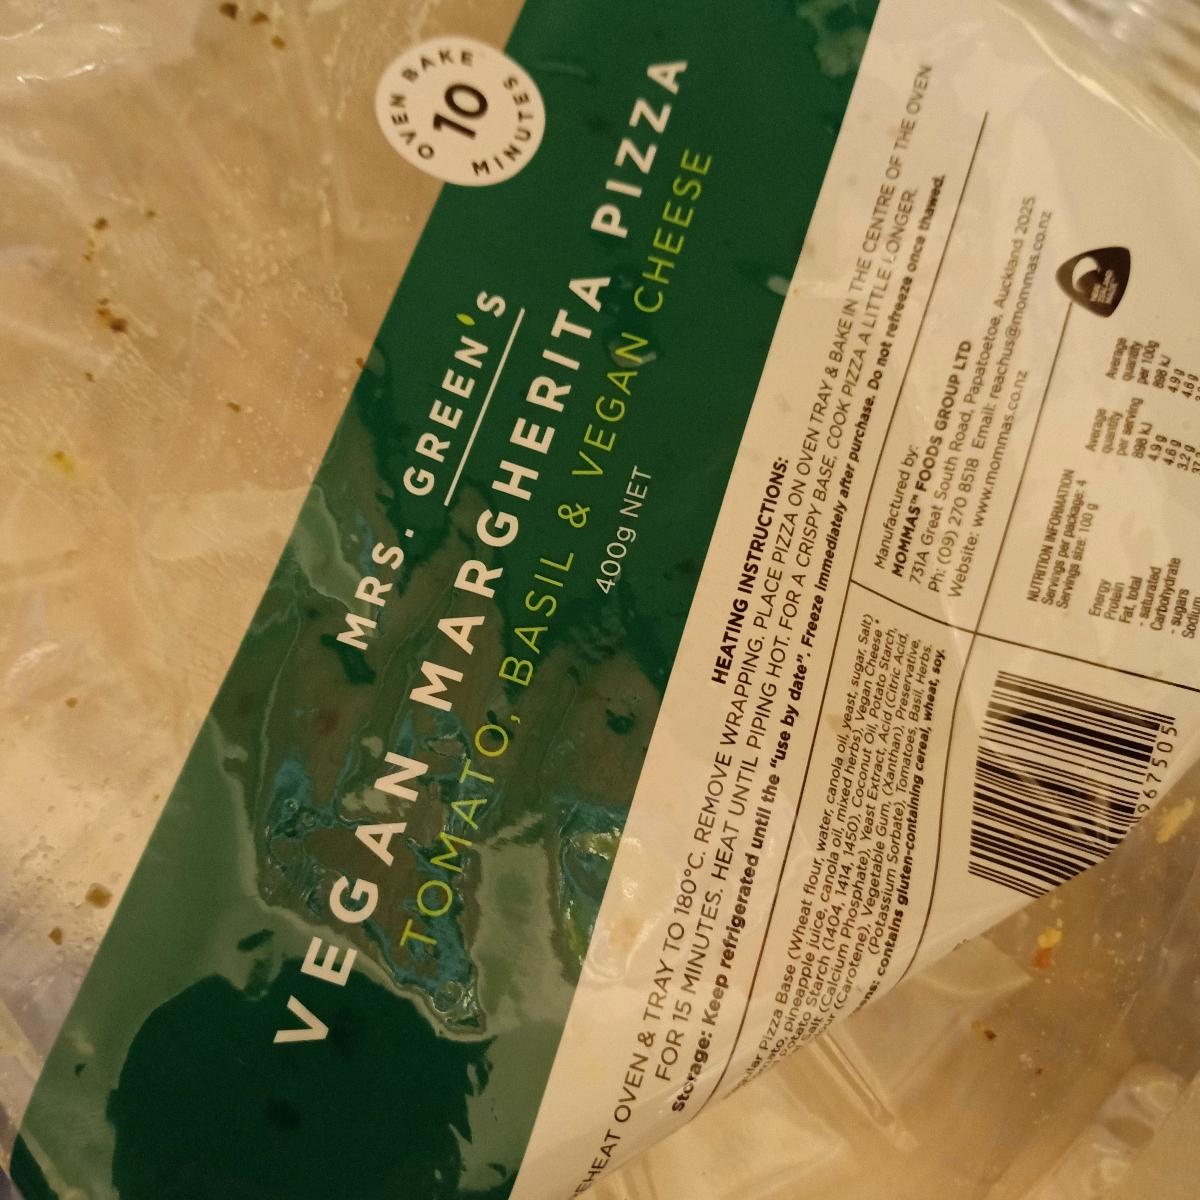 OVEN BAKE
10
MINUTES
MRS. GREEN'S
VEGAN MARGHERITA PIZZA
TOMATO, BASIL & VEGAN CHEESE
400g NET
HEATING INSTRUCTIONS:
EHEAT OVEN & TRAY TO 180°C. REMOVE WRAPPING. PLACE PIZZA ON OVEN TRAY & BAKE IN THE CENTRE OF THE OVEN
FOR 15 MINUTES. HEAT UNTIL PIPING HOT. FOR A CRISPY BASE, COOK PIZZA A LITTLE LONGER.
Storage: Keep refrigerated until the "use by date". Freeze immediately after purchase. Do not refreeze once thawed.
Pizza Base (Wheat flour, water, canola oil, yeast, sugar, Salt)
pineapple juice, canola oil, mixed herbs), Vegan Cheese *
Potato Starch (1404, 1414, 1450), Coconut Oil, Potato Starch,
Salt (Calcium Phosphate), Yeast Extract, Acid (Citric Acid,
(Carotene), Vegetable Gum, (Xanthan), Preservative,
(Potassium Sorbate), Tomatoes, Basil, Herbs.
contains gluten-containing cereal, wheat, soy.
Manufactured by:
MOMMAS™ FOODS GROUP LTD
731A Great South Road, Papatoetoe, Auckland 2025
Ph: (09) 270 8518 Email: reachus@mommas.co.nz
Website: www.mommas.co.nz
NUTRITION INFORMATION
Servings per package: 4
Servings size: 100 g
Average quantity per serving
Average quantity per 100g
Energy 898 kJ 898 kJ
Protein 4.9 g 4.9 g
Fat, total 4.6 g 4.6 g
- saturated 3.2 g
Carbohydrate
- sugars
Sodium
967505